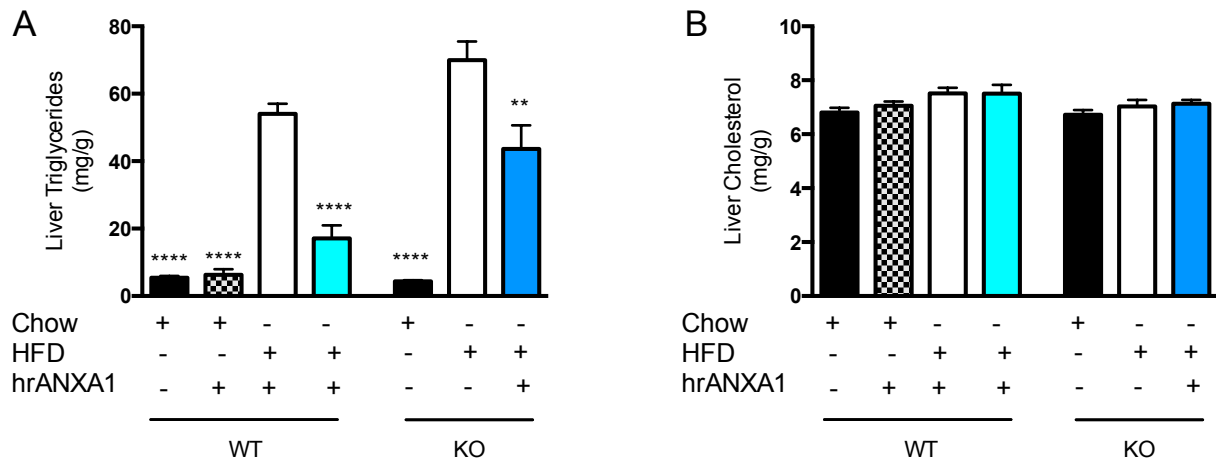 A
Liver Triglycerides
(mg/g)
80
60
40
20
0
**** **** **** **** **
Chow + + - - + - -
HFD - - + + - + +
hrANXA1 - + + + - - +
WT KO
B
Liver Cholesterol
(mg/g)
10
8
6
4
2
0
Chow + + - - + - -
HFD - - + + - + +
hrANXA1 - + + + - - +
WT KO